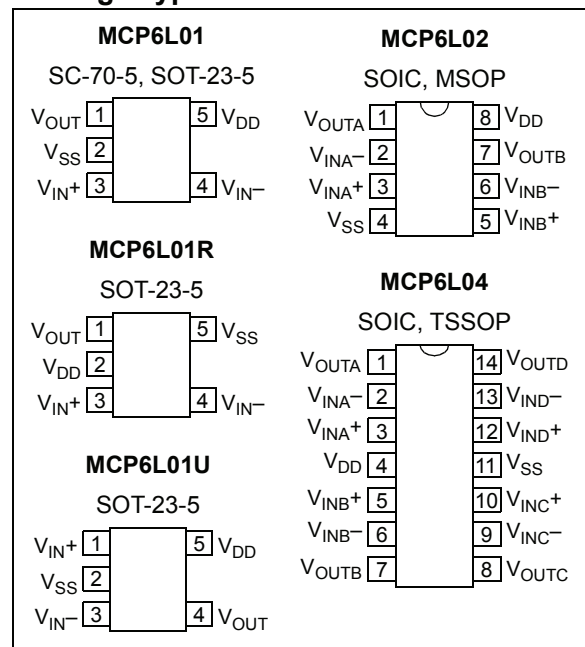 MCP6L01
SC-70-5, SOT-23-5
VOUT 1 5 VDD
VSS 2
VIN+ 3 4 VIN–
MCP6L01R
SOT-23-5
VOUT 1 5 VSS
VDD 2
VIN+ 3 4 VIN–
MCP6L01U
SOT-23-5
VIN+ 1 5 VDD
VSS 2
VIN– 3 4 VOUT
MCP6L02
SOIC, MSOP
VOUTA 1 8 VDD
VINA– 2 7 VOUTB
VINA+ 3 6 VINB–
VSS 4 5 VINB+
MCP6L04
SOIC, TSSOP
VOUTA 1 14 VOUTD
VINA– 2 13 VIND–
VINA+ 3 12 VIND+
VDD 4 11 VSS
VINB+ 5 10 VINC+
VINB– 6 9 VINC–
VOUTB 7 8 VOUTC